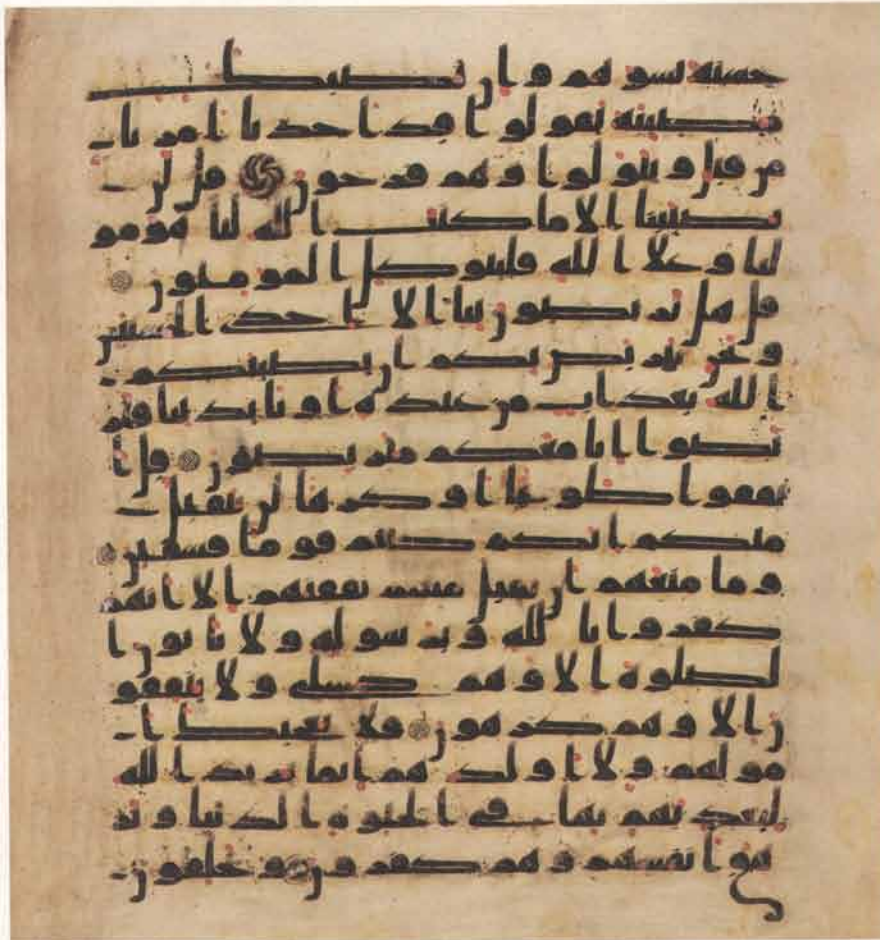 حسنة تسوهم وان تصبك
مصيبة يقولوا قد اخذنا امرنا
من قبل ويتولوا وهم فرحون قل لن
يصيبنا الا ما كتب الله لنا هو مو
لنا وعلا الله فليتوكل المومنون
قل هل تربصون بنا الا احدى الحسنيين
ونحن نتربص بكم ان يصيبكم
الله بعذاب من عنده او بايدينا فتر
بصوا انا معكم متربصون قل ا
نفقوا طوعا او كرها لن يتقبل
منكم انكم كنتم قوما فسقين
وما منعهم ان تقبل منهم نفقتهم الا انهم
كفروا بالله وبرسوله ولا ياتون ا
لصلوة الا وهم كسلى ولا ينفقو
ن الا وهم كرهون فلا تعجبك ا
مولهم ولا اولدهم انما يريد الله
ليعذبهم بها في الحيوة الدنيا وتز
هق انفسهم وهم كفرون ويحلفون